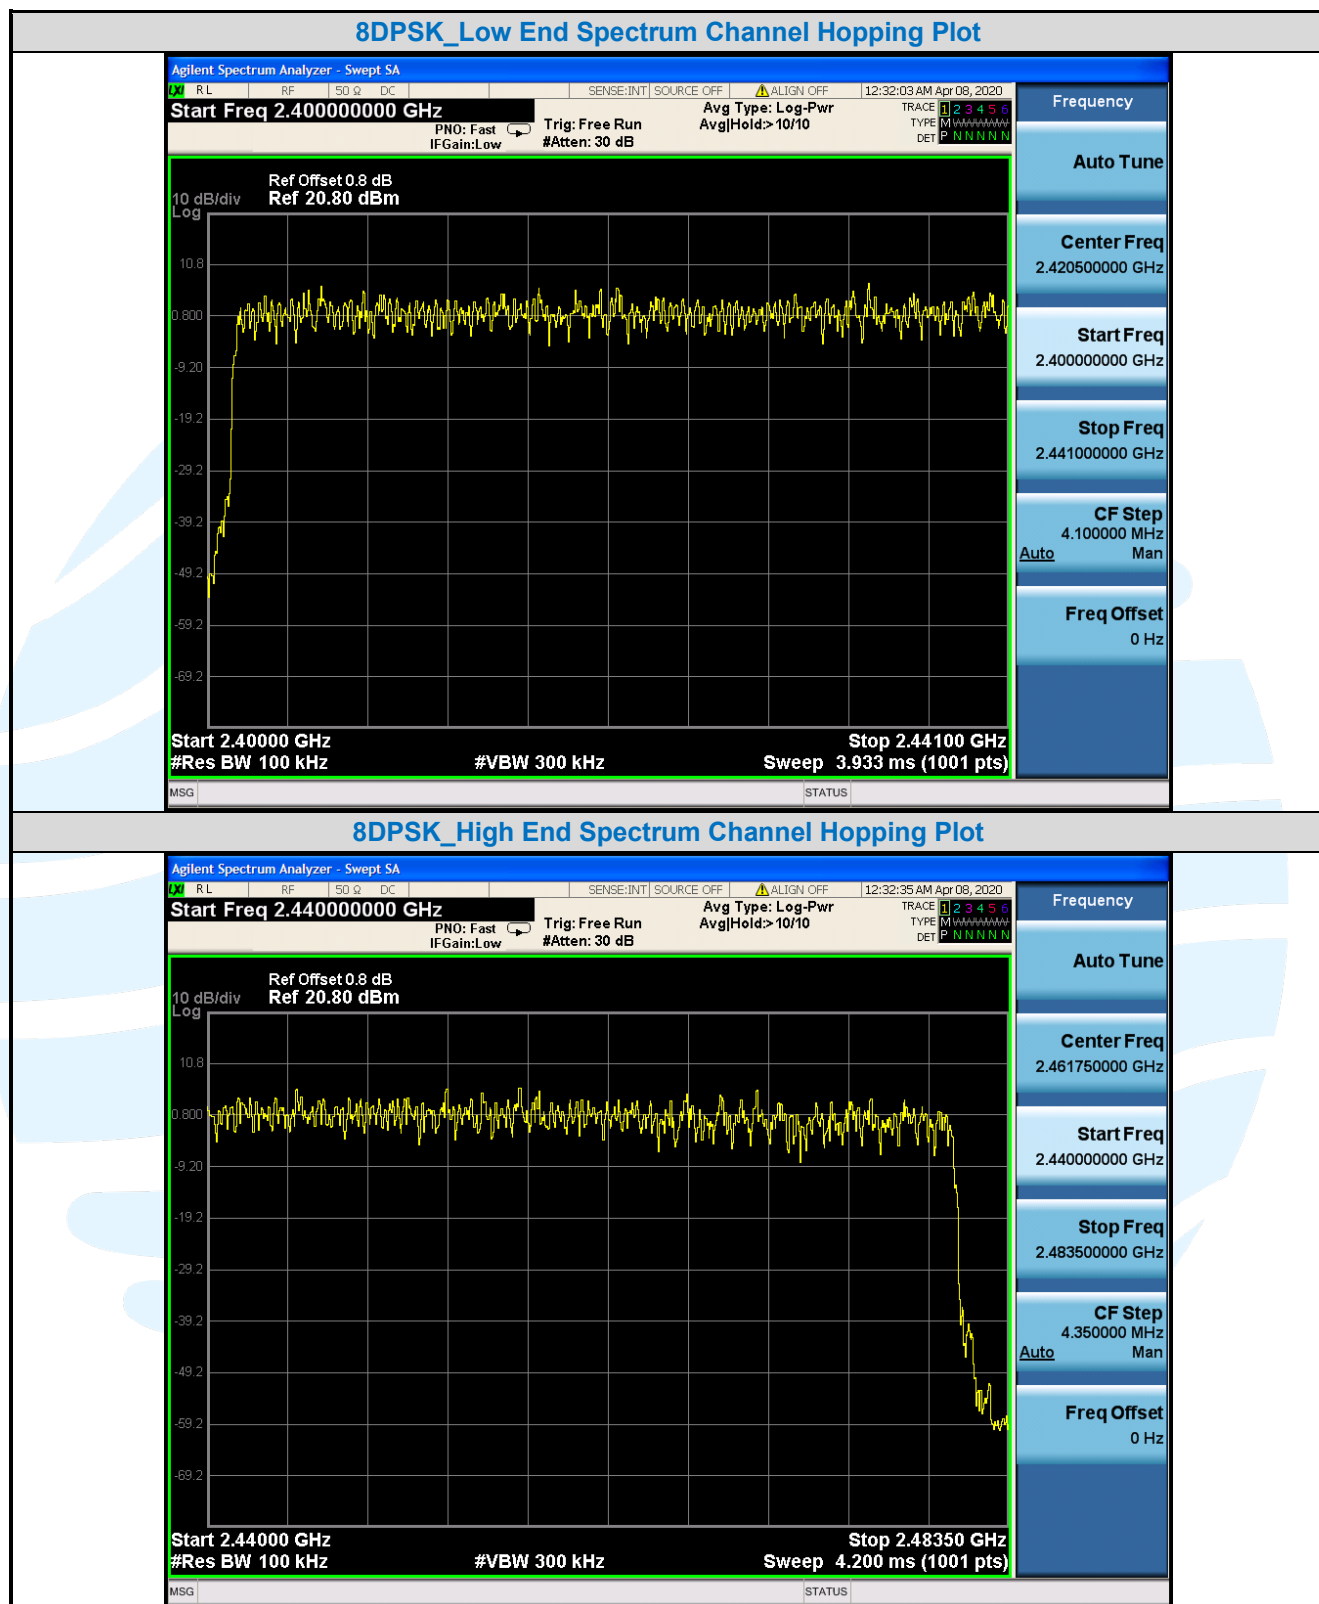 8DPSK_Low End Spectrum Channel Hopping Plot
Agilent Spectrum Analyzer - Swept SA
LXI RL RF 50 Ω DC SENSE:INT SOURCE OFF ALIGN OFF 12:32:03 AM Apr 08, 2020
Start Freq 2.400000000 GHz
PNO: Fast
IFGain:Low
Trig: Free Run
#Atten: 30 dB
Avg Type: Log-Pwr
Avg|Hold:> 10/10
TRACE 1 2 3 4 5 6
TYPE M
DET P N N N N N
Ref Offset 0.8 dB
10 dB/div Ref 20.80 dBm
Log
10.8
0.800
-9.20
-19.2
-29.2
-39.2
-49.2
-59.2
-69.2
Start 2.40000 GHz Stop 2.44100 GHz
#Res BW 100 kHz #VBW 300 kHz Sweep 3.933 ms (1001 pts)
MSG STATUS
Frequency
Auto Tune
Center Freq
2.420500000 GHz
Start Freq
2.400000000 GHz
Stop Freq
2.441000000 GHz
CF Step
4.100000 MHz
Auto Man
Freq Offset
0 Hz
8DPSK_High End Spectrum Channel Hopping Plot
Agilent Spectrum Analyzer - Swept SA
LXI RL RF 50 Ω DC SENSE:INT SOURCE OFF ALIGN OFF 12:32:35 AM Apr 08, 2020
Start Freq 2.440000000 GHz
PNO: Fast
IFGain:Low
Trig: Free Run
#Atten: 30 dB
Avg Type: Log-Pwr
Avg|Hold:> 10/10
TRACE 1 2 3 4 5 6
TYPE M
DET P N N N N N
Ref Offset 0.8 dB
10 dB/div Ref 20.80 dBm
Log
10.8
0.800
-9.20
-19.2
-29.2
-39.2
-49.2
-59.2
-69.2
Start 2.44000 GHz Stop 2.48350 GHz
#Res BW 100 kHz #VBW 300 kHz Sweep 4.200 ms (1001 pts)
MSG STATUS
Frequency
Auto Tune
Center Freq
2.461750000 GHz
Start Freq
2.440000000 GHz
Stop Freq
2.483500000 GHz
CF Step
4.350000 MHz
Auto Man
Freq Offset
0 Hz